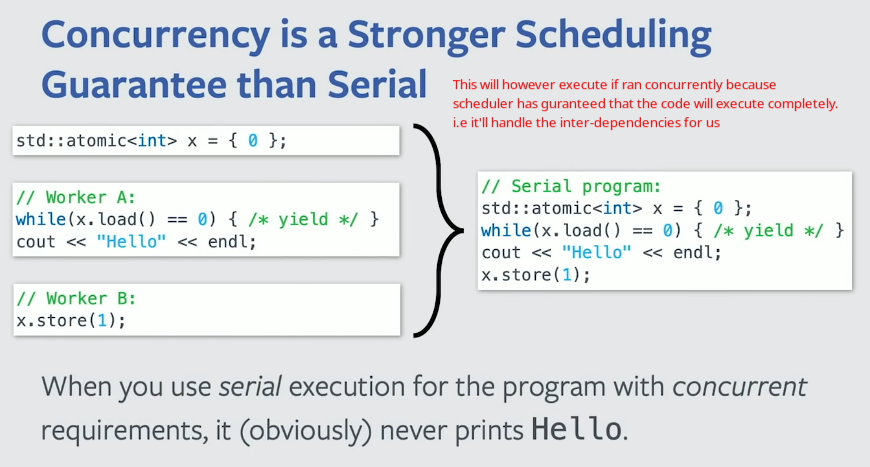 Concurrency is a Stronger Scheduling
Guarantee than Serial
This will however execute if ran concurrently because
scheduler has guranteed that the code will execute completely.
i.e it'll handle the inter-dependencies for us
std::atomic<int> x = { 0 };
// Worker A:
while(x.load() == 0) { /* yield */ }
cout << "Hello" << endl;
// Worker B:
x.store(1);
// Serial program:
std::atomic<int> x = { 0 };
while(x.load() == 0) { /* yield */ }
cout << "Hello" << endl;
x.store(1);
When you use serial execution for the program with concurrent
requirements, it (obviously) never prints Hello.